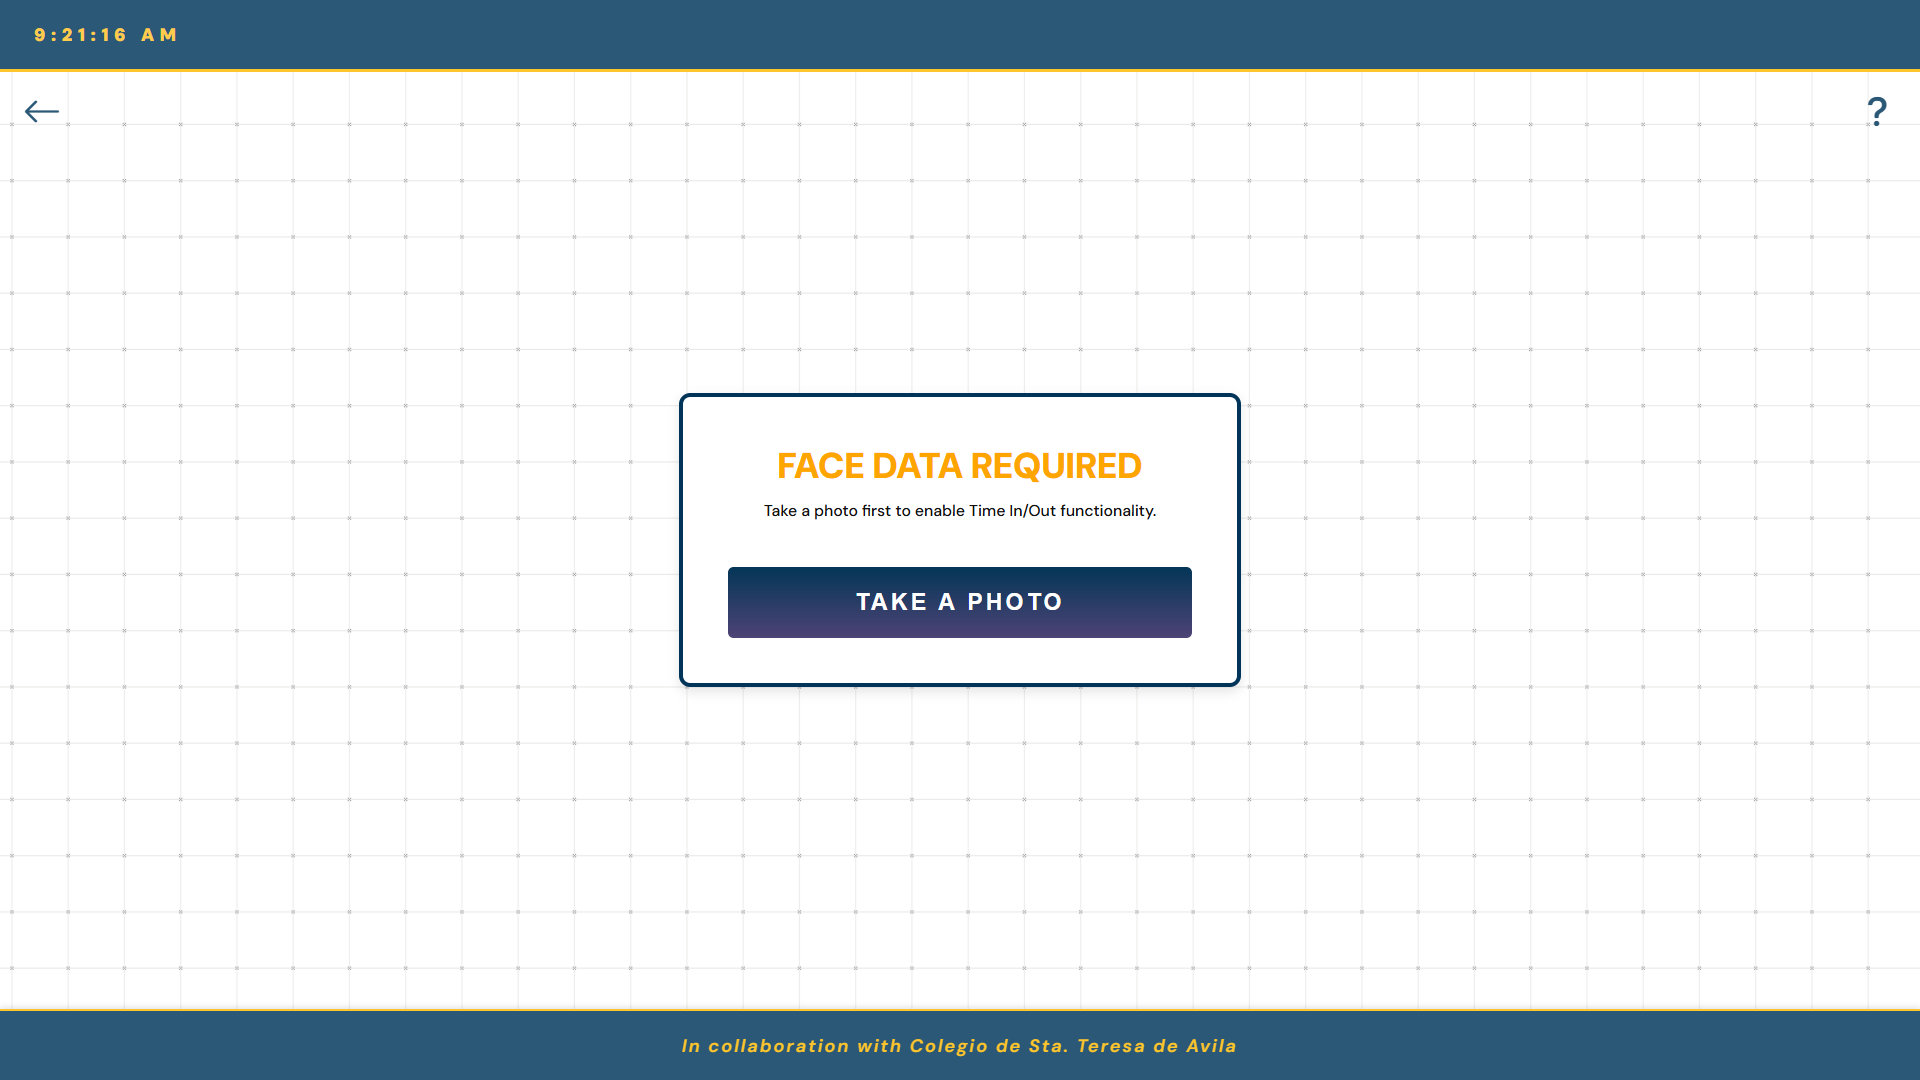 9:21:16 AM
?
FACE DATA REQUIRED
Take a photo first to enable Time In/Out functionality.
TAKE A PHOTO
In collaboration with Colegio de Sta. Teresa de Avila